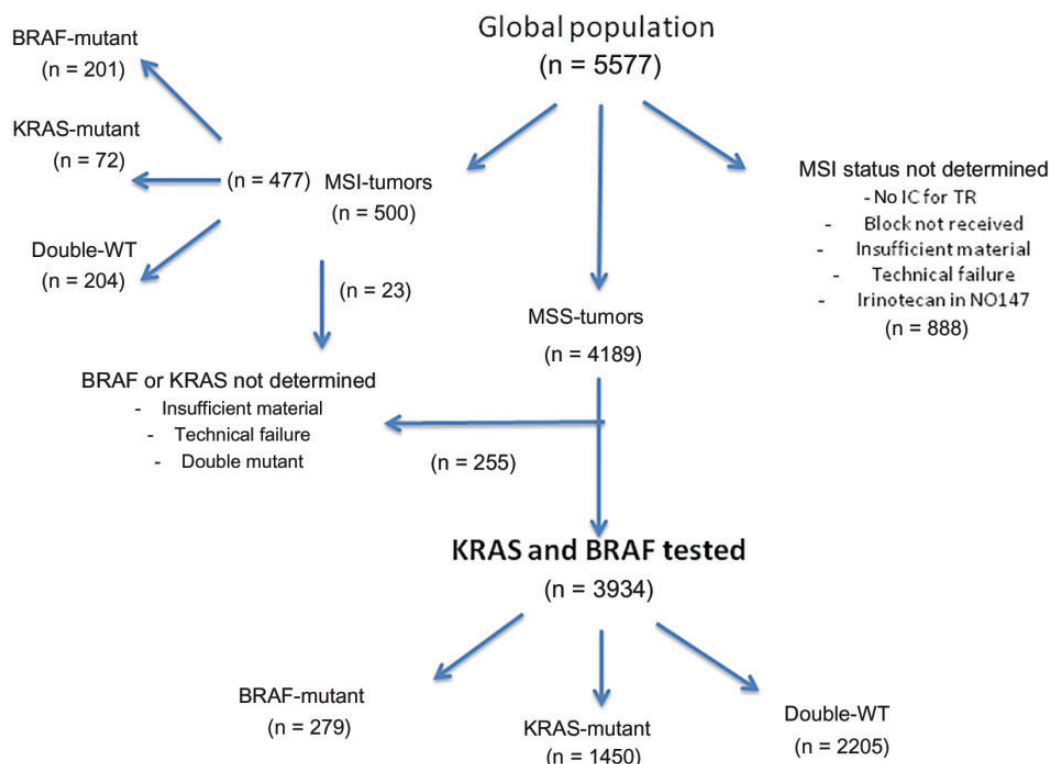 Global population
(n = 5577)
BRAF-mutant
(n = 201)
KRAS-mutant
(n = 72)
Double-WT
(n = 204)
(n = 477)
MSI-tumors
(n = 500)
(n = 23)
MSS-tumors
(n = 4189)
MSI status not determined
- No IC for TR
- Block not received
- Insufficient material
- Technical failure
- Irinotecan in NO147
(n = 888)
BRAF or KRAS not determined
- Insufficient material
- Technical failure
- Double mutant
(n = 255)
KRAS and BRAF tested
(n = 3934)
BRAF-mutant
(n = 279)
KRAS-mutant
(n = 1450)
Double-WT
(n = 2205)